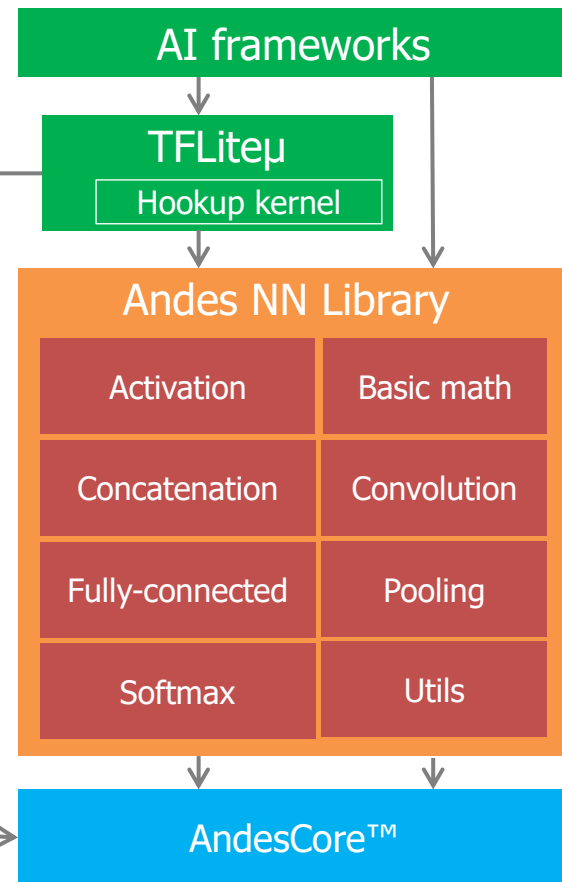 AI frameworks
TFLiteµ
Hookup kernel
Andes NN Library
Activation
Basic math
Concatenation
Convolution
Fully-connected
Pooling
Softmax
Utils
AndesCore™